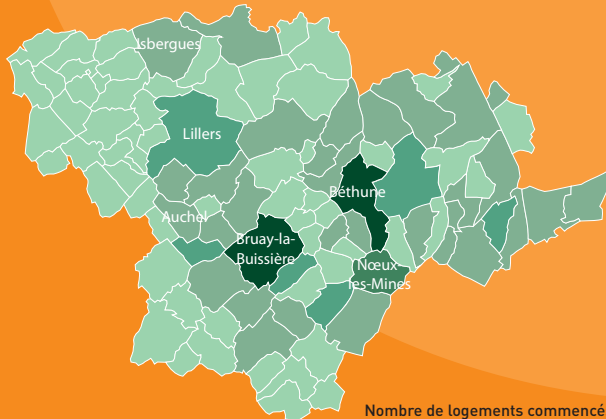 Isbergues
Lillers
Béthune
Auchel
Bruay-la-
Buissière
Nœux
les-Mines
Nombre de logements commencé